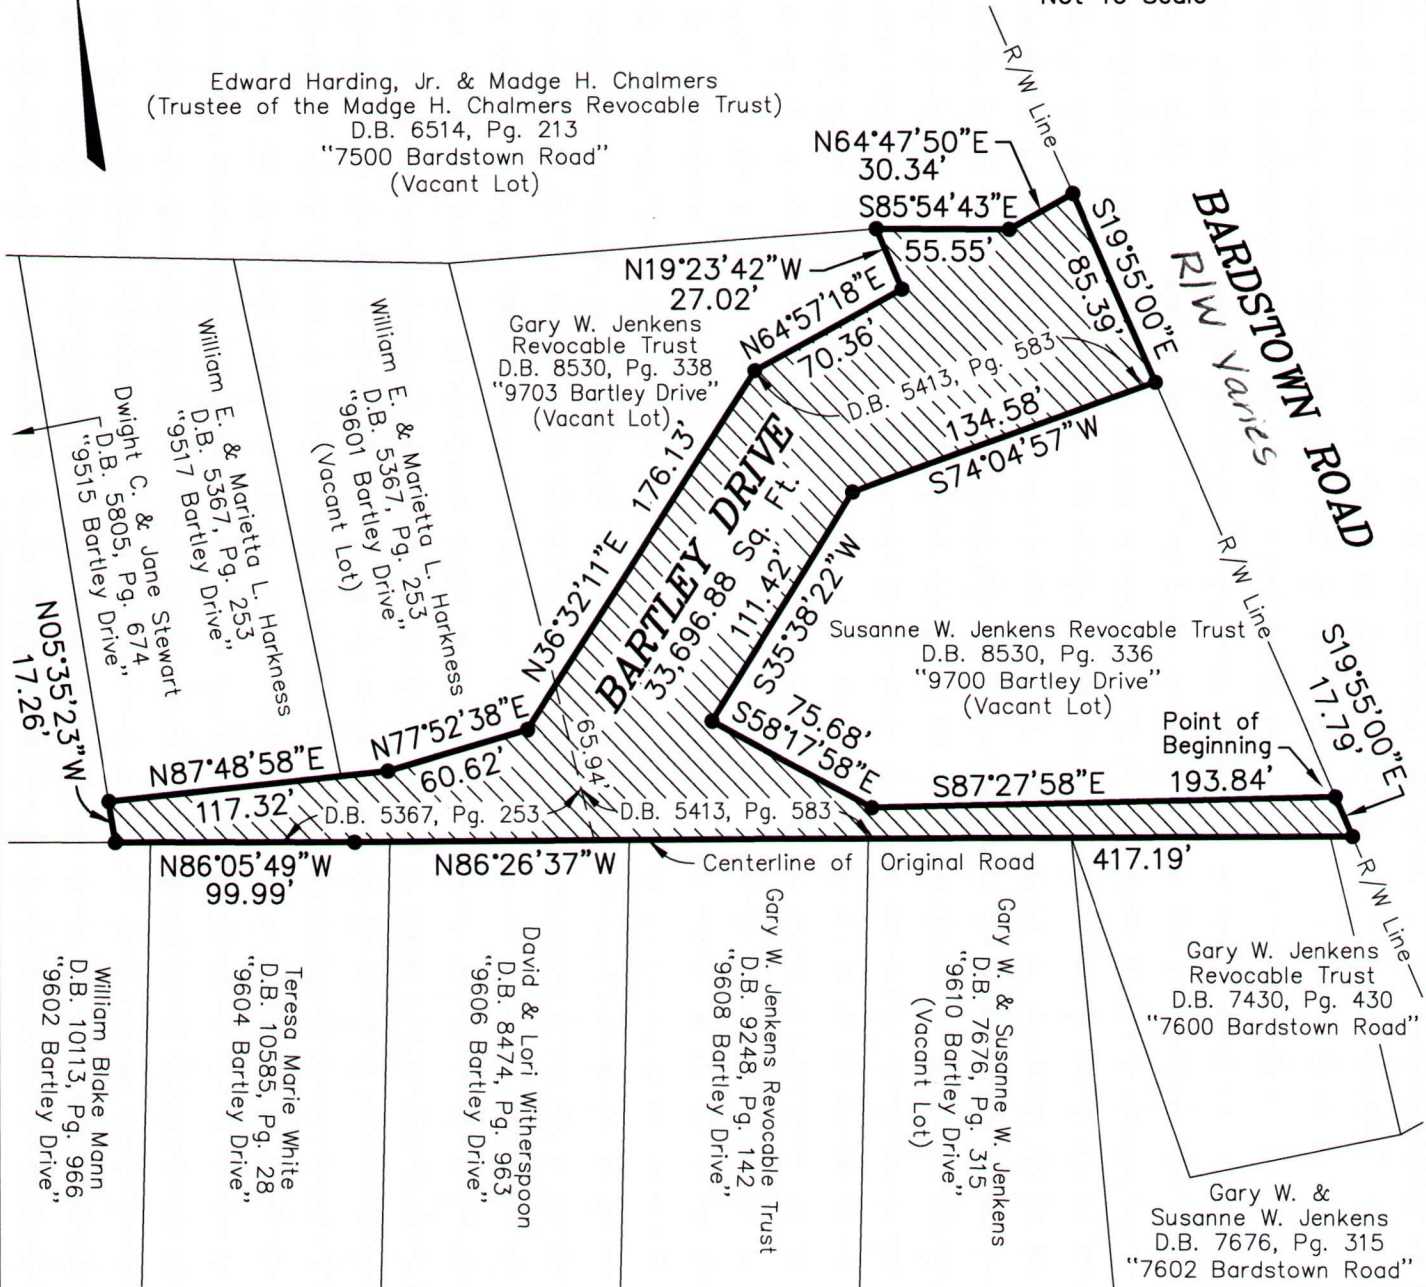 Edward Harding, Jr. & Madge H. Chalmers
(Trustee of the Madge H. Chalmers Revocable Trust)
D.B. 6514, Pg. 213
"7500 Bardstown Road"
(Vacant Lot)
R/W Line
N64°47'50"E
30.34'
S85°54'43"E
55.55'
S19°55'00"E
85.39'
BARDSTOWN ROAD
R/W Varies
N19°23'42"W
27.02'
N64°57'18"E
70.36'
Gary W. Jenkens
Revocable Trust
D.B. 8530, Pg. 338
"9703 Bartley Drive"
(Vacant Lot)
D.B. 5413, Pg. 583
134.58'
S74°04'57"W
William E. & Marietta L. Harkness
D.B. 5367, Pg. 253
"9601 Bartley Drive"
(Vacant Lot)
William E. & Marietta L. Harkness
D.B. 5367, Pg. 253
"9517 Bartley Drive"
Dwight C. & Jane Stewart
D.B. 5805, Pg. 674
"9515 Bartley Drive"
176.13'
N36°32'11"E
BARTLEY DRIVE
33,696.88 Sq. Ft.
111.42'
S35°38'22"W
R/W Line
Susanne W. Jenkens Revocable Trust
D.B. 8530, Pg. 336
"9700 Bartley Drive"
(Vacant Lot)
N05°35'23"W
17.26'
S19°55'00"E
17.79'
Point of
Beginning
75.68'
S58°17'58"E
S87°27'58"E
193.84'
N87°48'58"E
117.32'
N77°52'38"E
60.62'
65.94'
D.B. 5367, Pg. 253
D.B. 5413, Pg. 583
N86°05'49"W
99.99'
N86°26'37"W
417.19'
Centerline of Original Road
R/W Line
William Blake Mann
D.B. 10113, Pg. 966
"9602 Bartley Drive"
Teresa Marie White
D.B. 10585, Pg. 28
"9604 Bartley Drive"
David & Lori Witherspoon
D.B. 8474, Pg. 963
"9606 Bartley Drive"
Gary W. Jenkens Revocable Trust
D.B. 9248, Pg. 142
"9608 Bartley Drive"
Gary W. & Susanne W. Jenkens
D.B. 7676, Pg. 315
"9610 Bartley Drive"
(Vacant Lot)
Gary W. Jenkens
Revocable Trust
D.B. 7430, Pg. 430
"7600 Bardstown Road"
Gary W. &
Susanne W. Jenkens
D.B. 7676, Pg. 315
"7602 Bardstown Road"